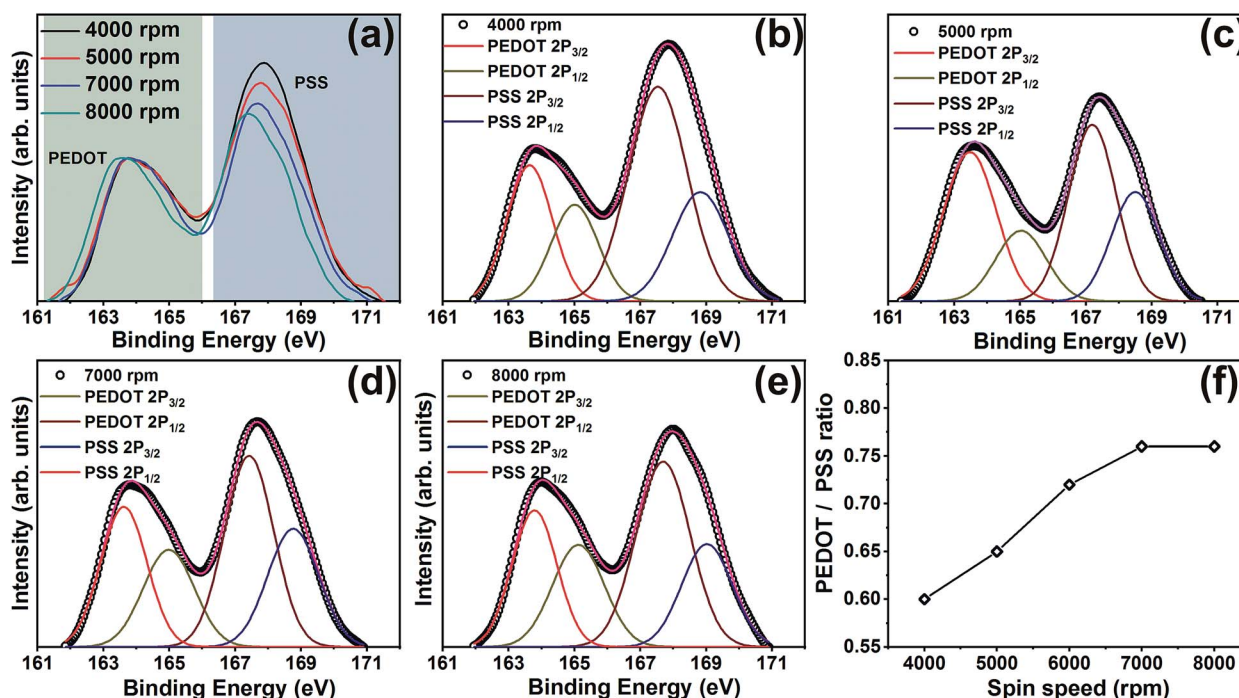 (a)
4000 rpm
5000 rpm
7000 rpm
8000 rpm
PEDOT
PSS
Intensity (arb. units)
161 163 165 167 169 171
Binding Energy (eV)
(b)
4000 rpm
PEDOT 2P3/2
PEDOT 2P1/2
PSS 2P3/2
PSS 2P1/2
Intensity (arb. units)
161 163 165 167 169 171
Binding Energy (eV)
(c)
5000 rpm
PEDOT 2P3/2
PEDOT 2P1/2
PSS 2P3/2
PSS 2P1/2
Intensity (arb. units)
161 163 165 167 169 171
Binding Energy (eV)
(d)
7000 rpm
PEDOT 2P3/2
PEDOT 2P1/2
PSS 2P3/2
PSS 2P1/2
Intensity (arb. units)
161 163 165 167 169 171
Binding Energy (eV)
(e)
8000 rpm
PEDOT 2P3/2
PEDOT 2P1/2
PSS 2P3/2
PSS 2P1/2
Intensity (arb. units)
161 163 165 167 169 171
Binding Energy (eV)
(f)
PEDOT / PSS ratio
0.85
0.80
0.75
0.70
0.65
0.60
0.55
4000 5000 6000 7000 8000
Spin speed (rpm)